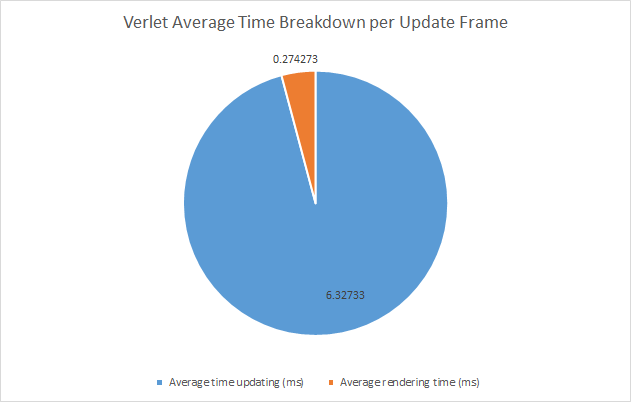 Verlet Average Time Breakdown per Update Frame
0.274273
6.32733
Average time updating (ms) Average rendering time (ms)